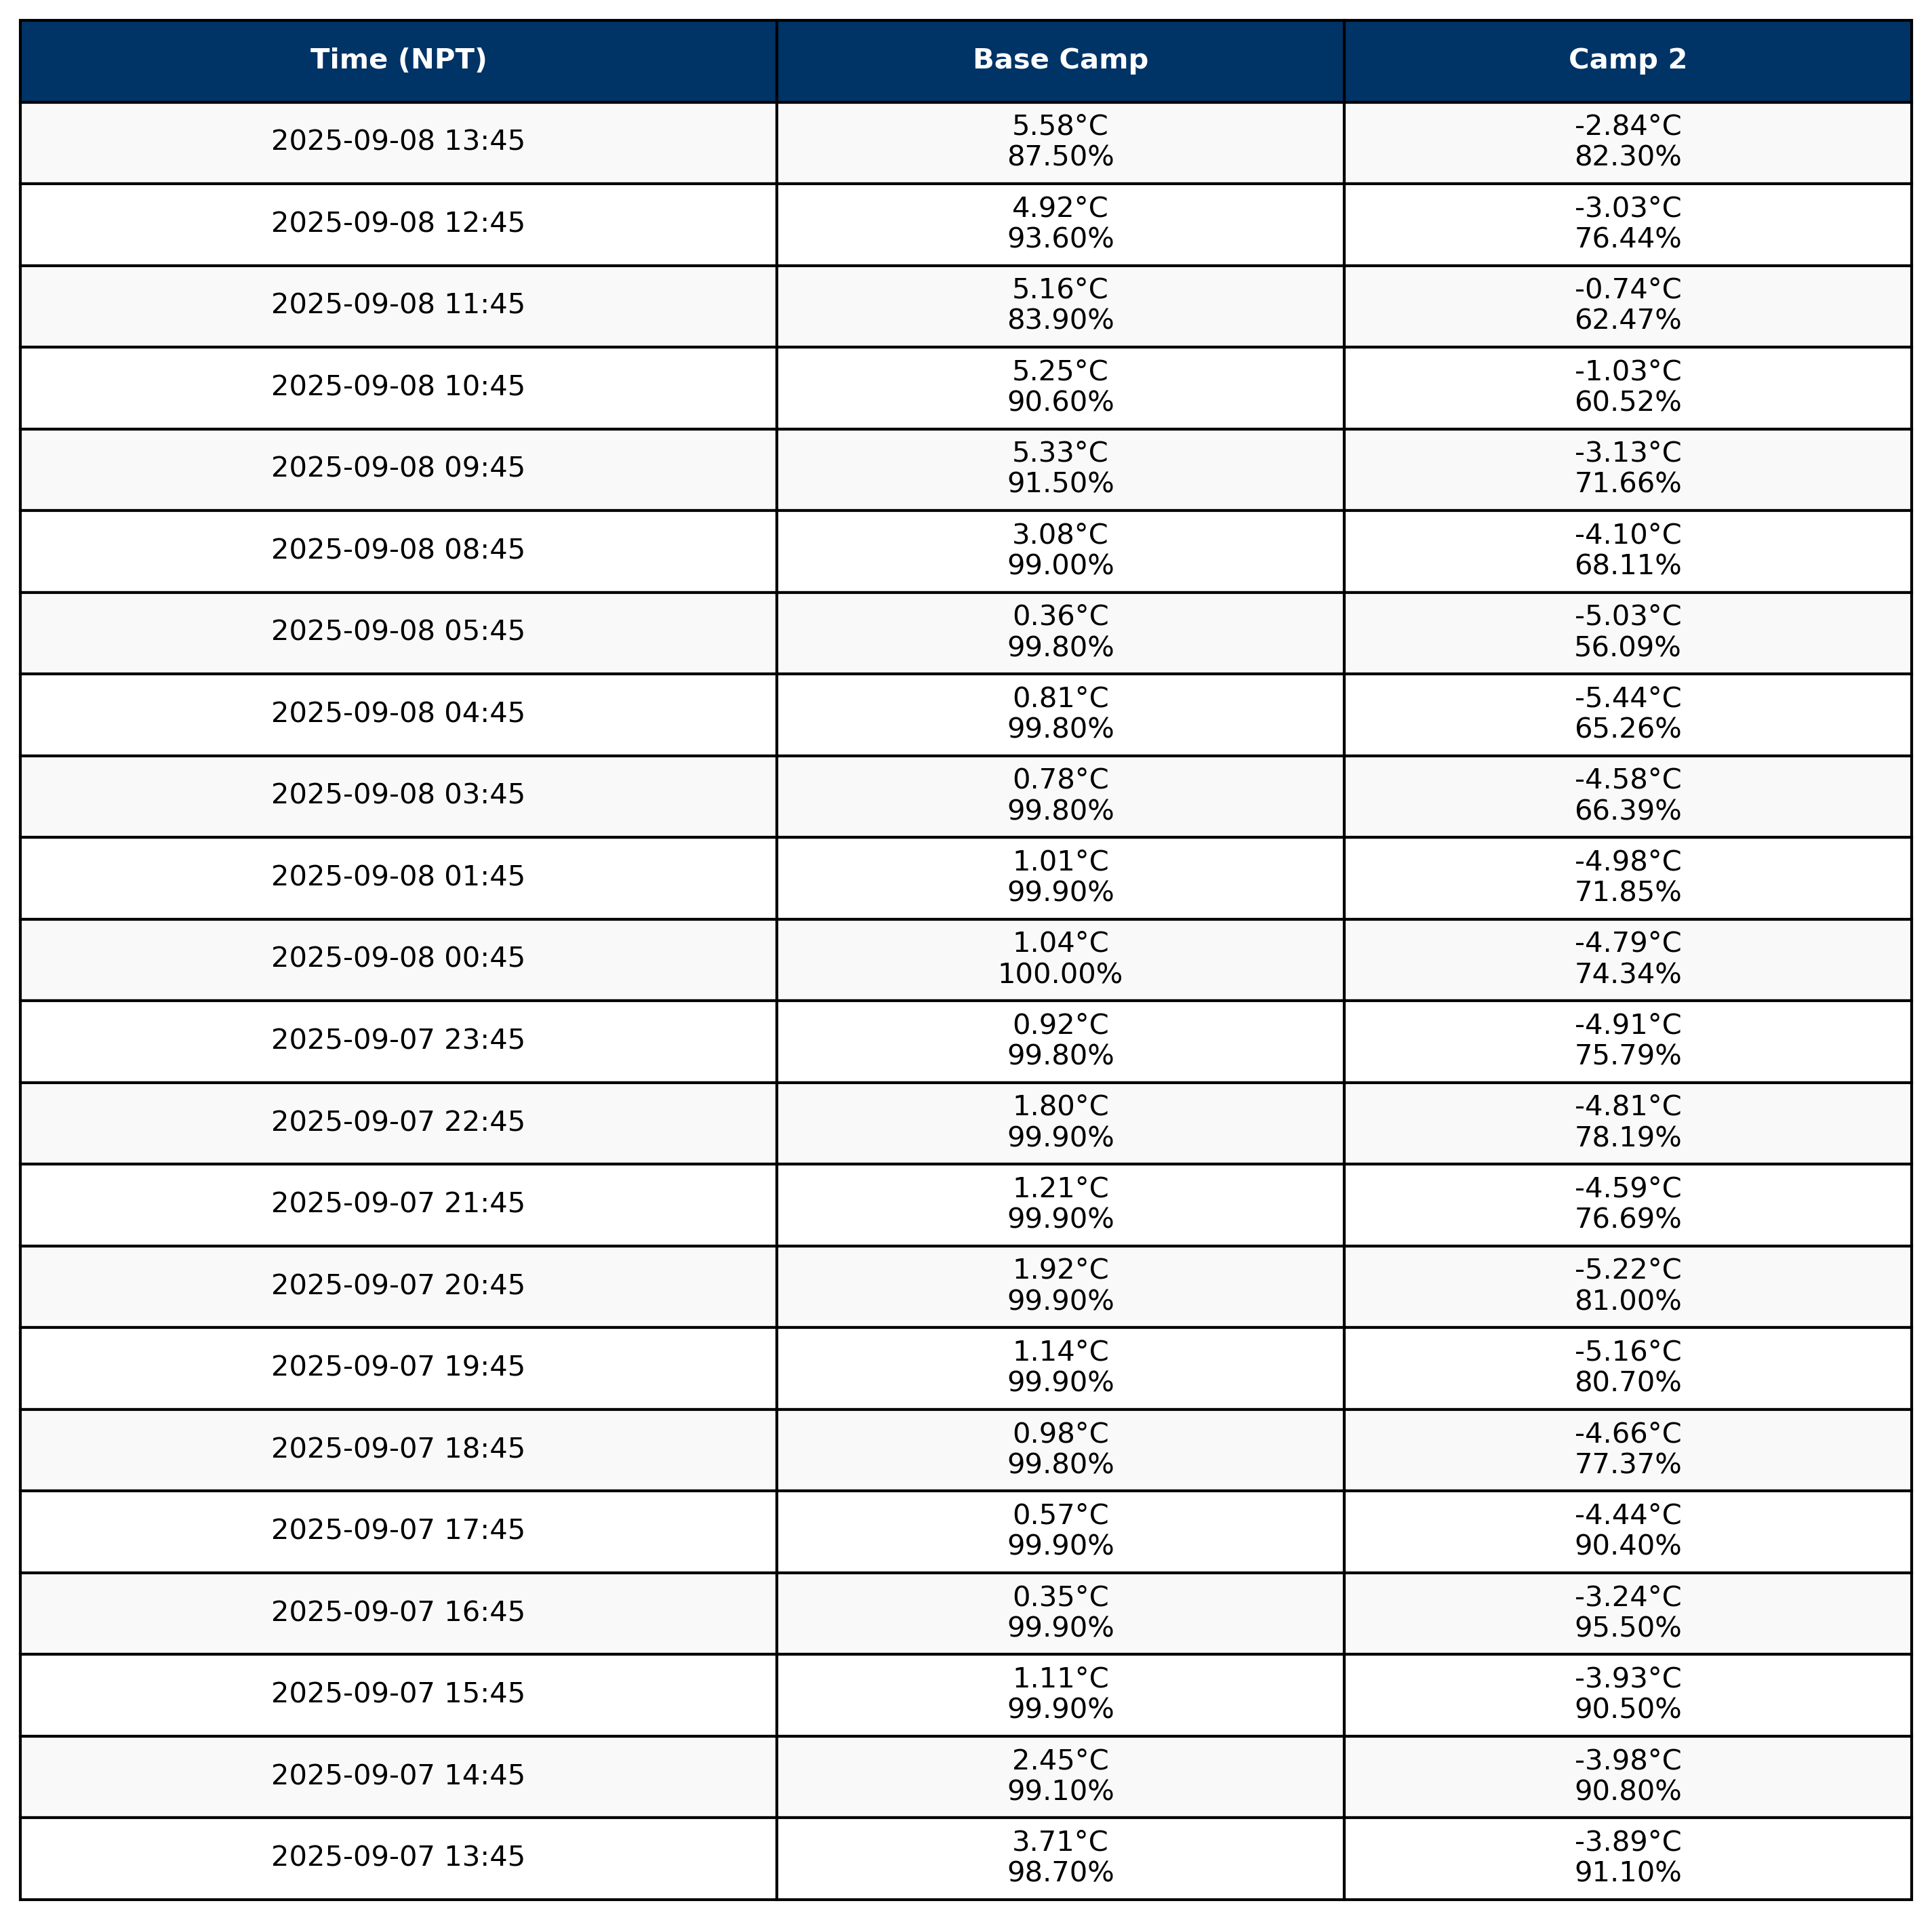 Time (NPT) Base Camp Camp 2
2025-09-08 13:45 5.58°C -2.84°C
87.50% 82.30%
2025-09-08 12:45 4.92°C -3.03°C
93.60% 76.44%
2025-09-08 11:45 5.16°C -0.74°C
83.90% 62.47%
2025-09-08 10:45 5.25°C -1.03°C
90.60% 60.52%
2025-09-08 09:45 5.33°C -3.13°C
91.50% 71.66%
2025-09-08 08:45 3.08°C -4.10°C
99.00% 68.11%
2025-09-08 05:45 0.36°C -5.03°C
99.80% 56.09%
2025-09-08 04:45 0.81°C -5.44°C
99.80% 65.26%
2025-09-08 03:45 0.78°C -4.58°C
99.80% 66.39%
2025-09-08 01:45 1.01°C -4.98°C
99.90% 71.85%
2025-09-08 00:45 1.04°C -4.79°C
100.00% 74.34%
2025-09-07 23:45 0.92°C -4.91°C
99.80% 75.79%
2025-09-07 22:45 1.80°C -4.81°C
99.90% 78.19%
2025-09-07 21:45 1.21°C -4.59°C
99.90% 76.69%
2025-09-07 20:45 1.92°C -5.22°C
99.90% 81.00%
2025-09-07 19:45 1.14°C -5.16°C
99.90% 80.70%
2025-09-07 18:45 0.98°C -4.66°C
99.80% 77.37%
2025-09-07 17:45 0.57°C -4.44°C
99.90% 90.40%
2025-09-07 16:45 0.35°C -3.24°C
99.90% 95.50%
2025-09-07 15:45 1.11°C -3.93°C
99.90% 90.50%
2025-09-07 14:45 2.45°C -3.98°C
99.10% 90.80%
2025-09-07 13:45 3.71°C -3.89°C
98.70% 91.10%